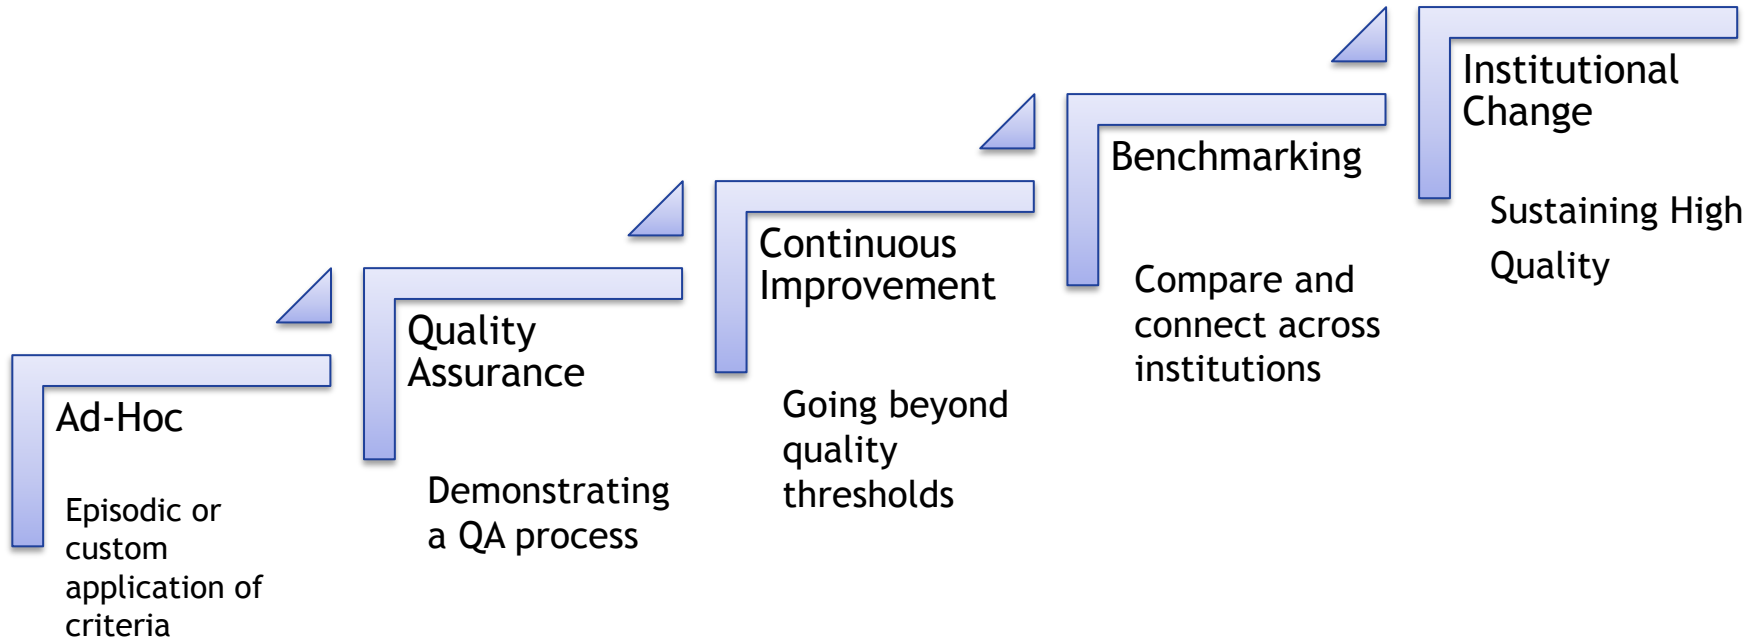 Ad-Hoc
Episodic or
custom
application of
criteria
Quality
Assurance
Demonstrating
a QA process
Continuous
Improvement
Going beyond
quality
thresholds
Benchmarking
Compare and
connect across
institutions
Institutional
Change
Sustaining High
Quality